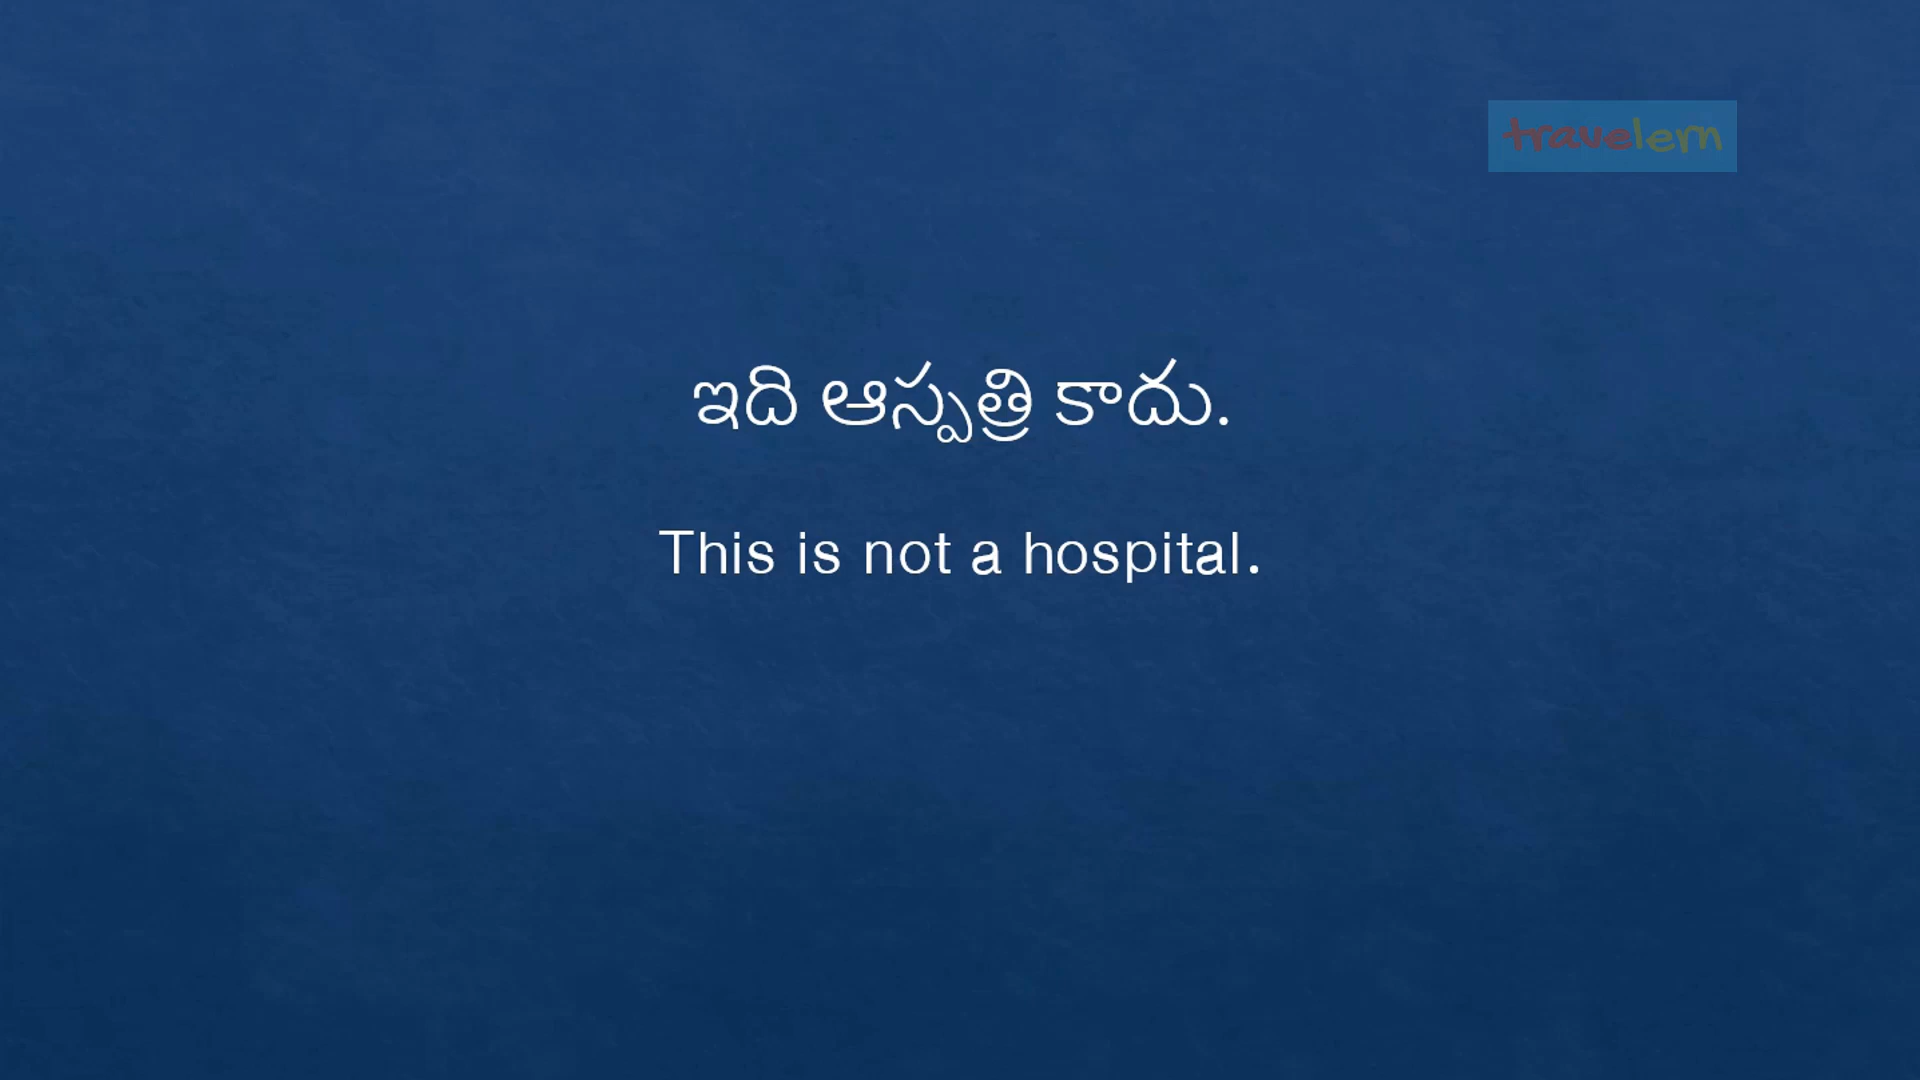 travelern
ఇది ఆస్పత్రి కాదు.
This is not a hospital.